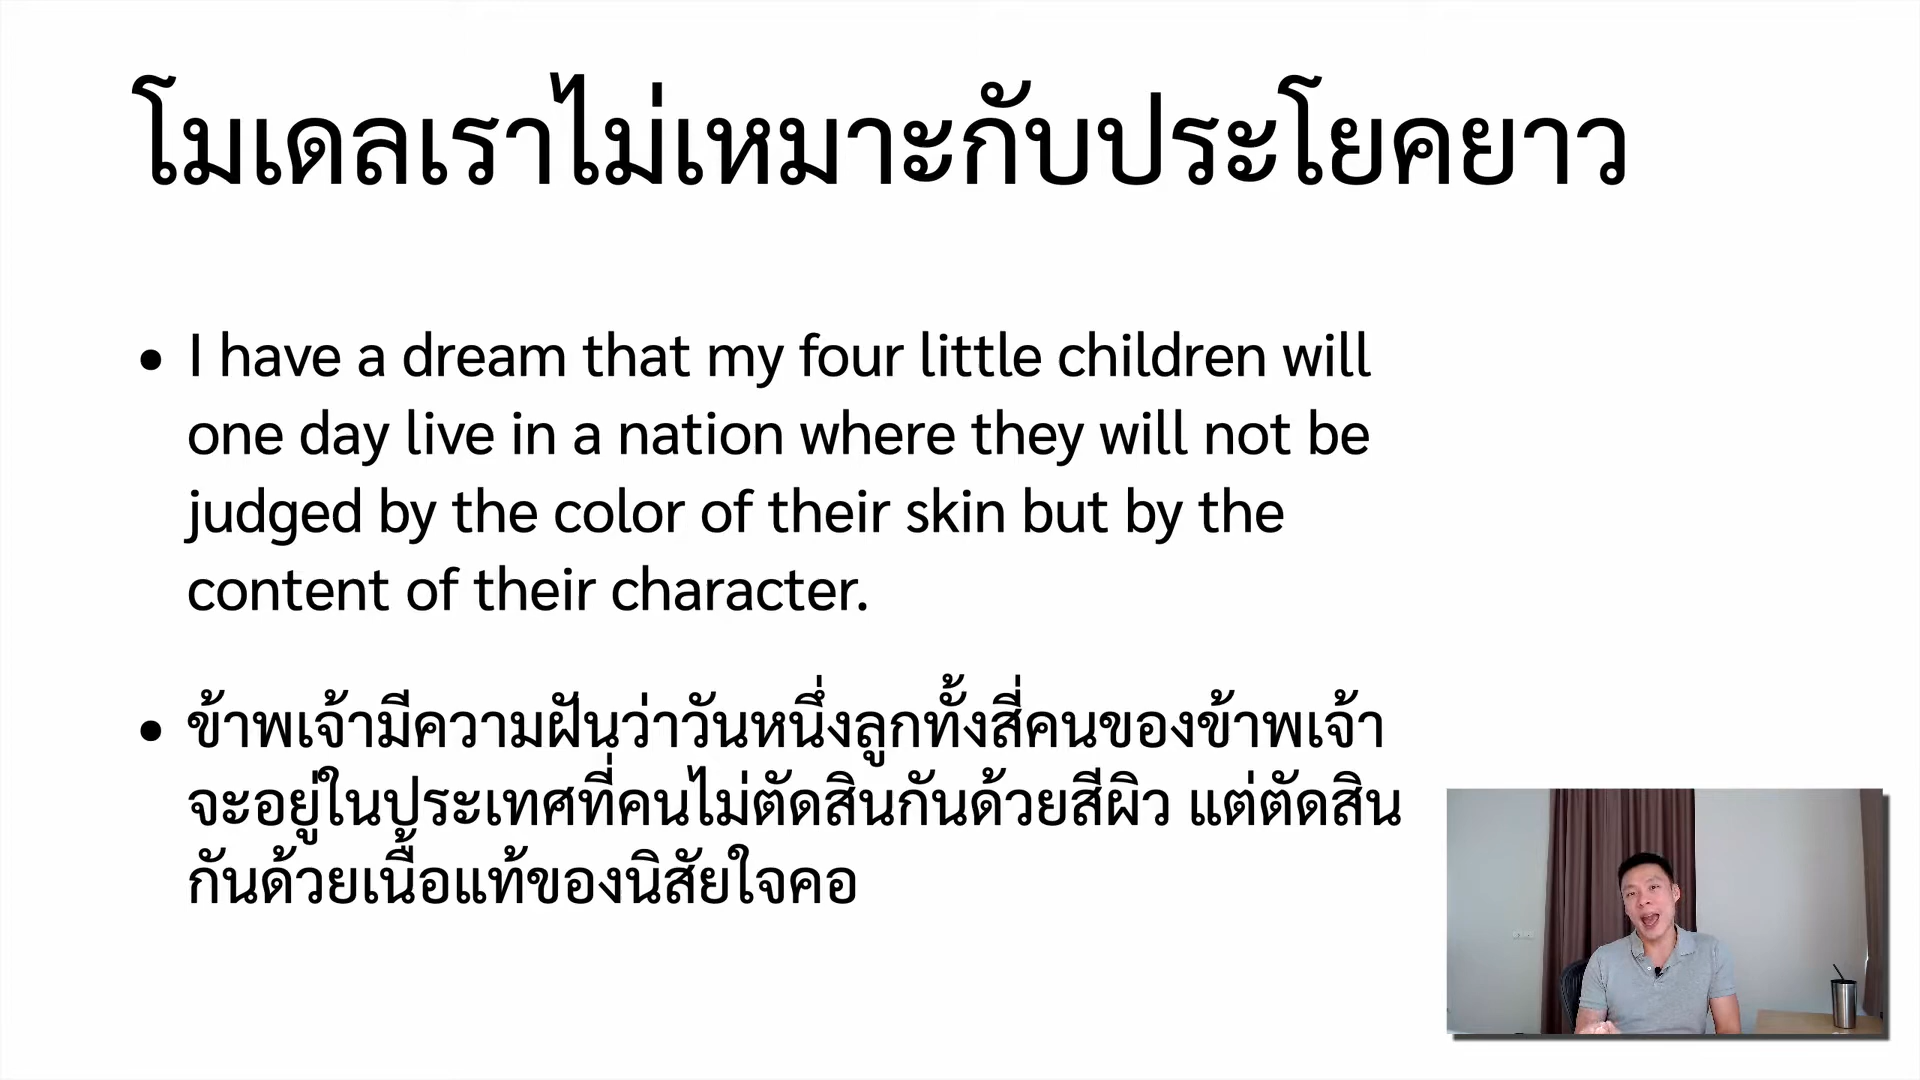 โมเดลเราไม่เหมาะกับประโยคยาว
• I have a dream that my four little children will
one day live in a nation where they will not be
judged by the color of their skin but by the
content of their character.
• ข้าพเจ้ามีความฝันว่าวันหนึ่งลูกทั้งสี่คนของข้าพเจ้า
จะอยู่ในประเทศที่คนไม่ตัดสินกันด้วยสีผิว แต่ตัดสิน
กันด้วยเนื้อแท้ของนิสัยใจคอ